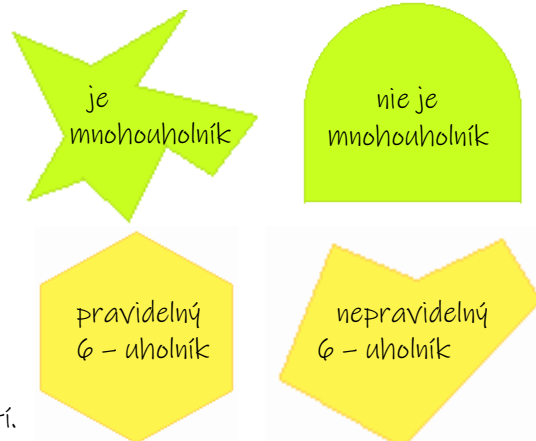 je
mnohouholník
nie je
mnohouholník
pravidelný
6 - uholník
nepravidelný
6 - uholník